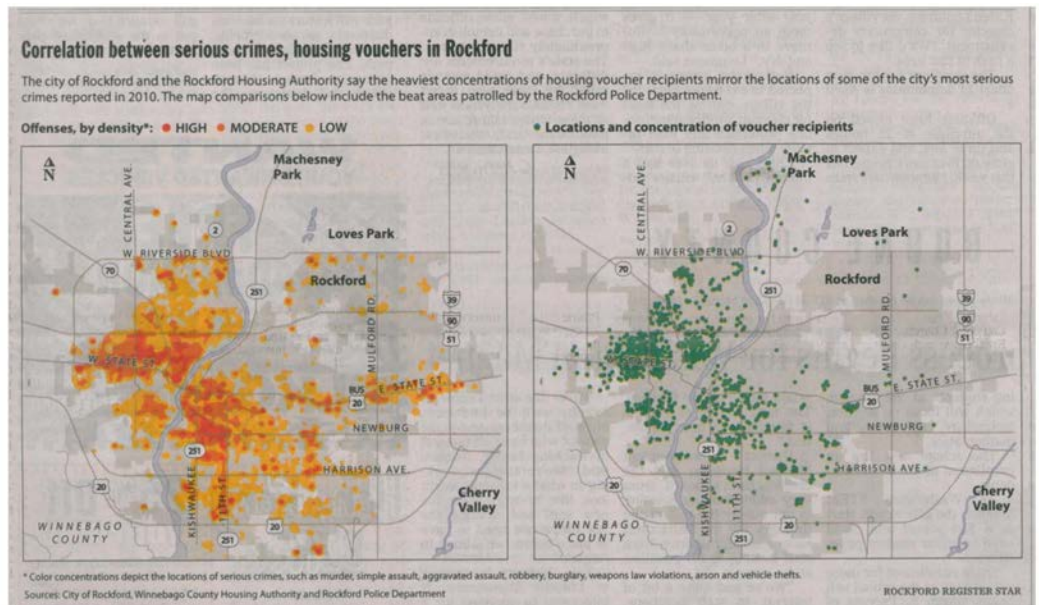 Correlation between serious crimes, housing vouchers in Rockford
The city of Rockford and the Rockford Housing Authority say the heaviest concentrations of housing voucher recipients mirror the locations of some of the city's most serious
crimes reported in 2010. The map comparisons below include the beat areas patrolled by the Rockford Police Department.
Offenses, by density*: HIGH MODERATE LOW
Locations and concentration of voucher recipients
N
Machesney
Park
CENTRAL AVE.
2
Loves Park
W. RIVERSIDE BLVD
70
Rockford
251
MULFORD RD.
39
90
51
W. STATE ST.
BUS
20
E. STATE ST.
NEWBURG
251
HARRISON AVE.
KISHWAUKEE
11TH ST.
20
20
251
Cherry
Valley
WINNEBAGO
COUNTY
N
Machesney
Park
CENTRAL AVE.
2
Loves Park
W. RIVERSIDE BLVD
70
Rockford
251
MULFORD RD.
39
90
51
BUS
20
E. STATE ST.
NEWBURG
251
HARRISON AVE.
KISHWAUKEE
11TH ST.
20
20
251
Cherry
Valley
WINNEBAGO
COUNTY
* Color concentrations depict the locations of serious crimes, such as murder, simple assault, aggravated assault, robbery, burglary, weapons law violations, arson and vehicle thefts.
Sources: City of Rockford, Winnebago County Housing Authority and Rockford Police Department
ROCKFORD REGISTER STAR